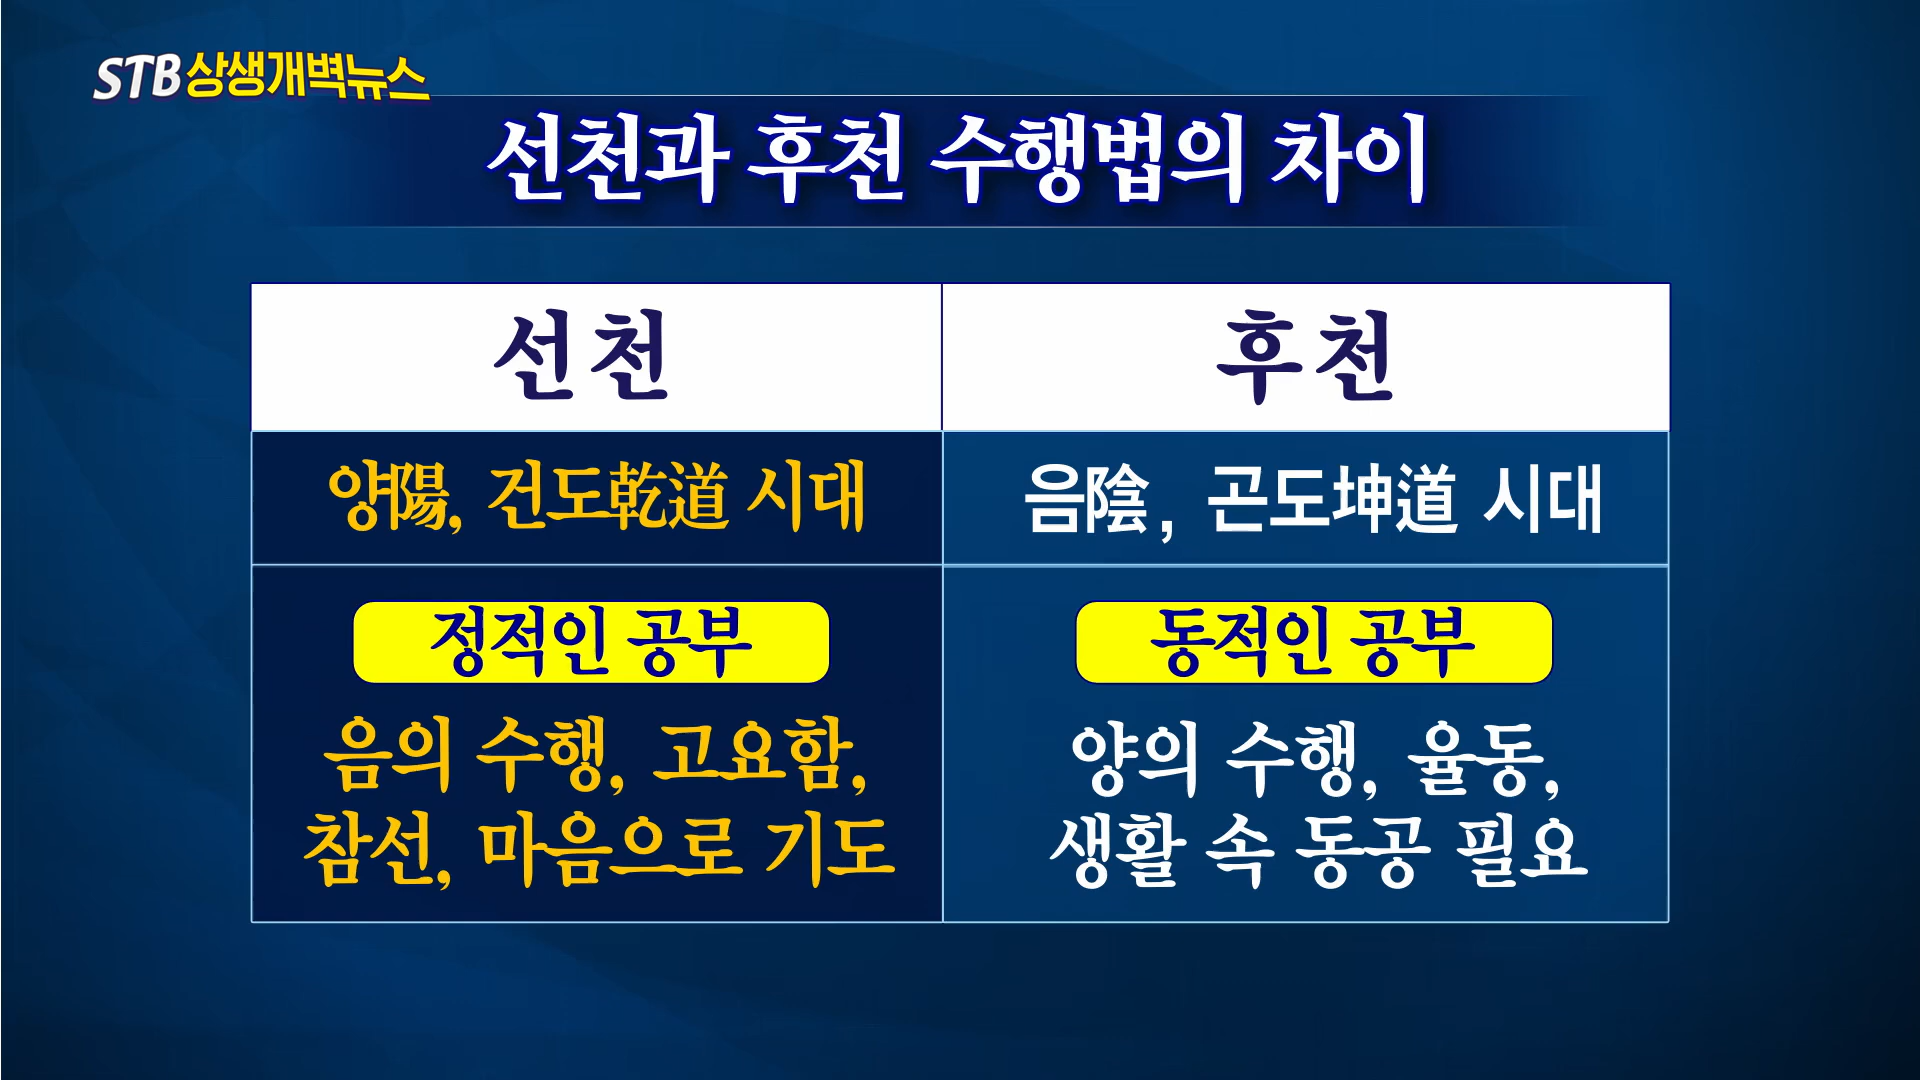 STB상생개벽뉴스
선천과 후천 수행법의 차이
선천
후천
양陽, 건도乾道 시대
음陰, 곤도坤道 시대
정적인 공부
음의 수행, 고요함,
참선, 마음으로 기도
동적인 공부
양의 수행, 율동,
생활 속 동공 필요